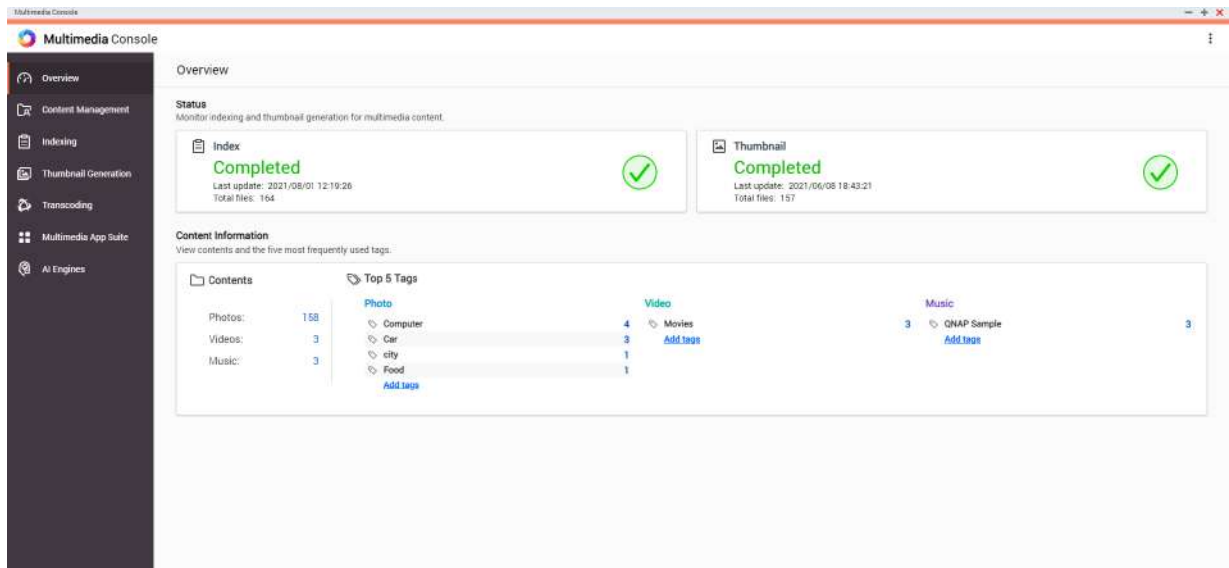 Multimedia Console
Multimedia Console
Overview
Content Management
Indexing
Thumbnail Generation
Transcoding
Multimedia App Suite
AI Engines
Overview
Status
Monitor indexing and thumbnail generation for multimedia content.
Index
Completed
Last update: 2021/08/01 12:19:26
Total files: 164
Thumbnail
Completed
Last update: 2021/06/08 18:43:21
Total files: 157
Content Information
View contents and the five most frequently used tags.
Contents
Photos: 158
Videos: 3
Music: 3
Top 5 Tags
Photo
Computer 4
Car 3
city 1
Food 1
Add tags
Video
Movies 3
Add tags
Music
QNAP Sample 3
Add tags